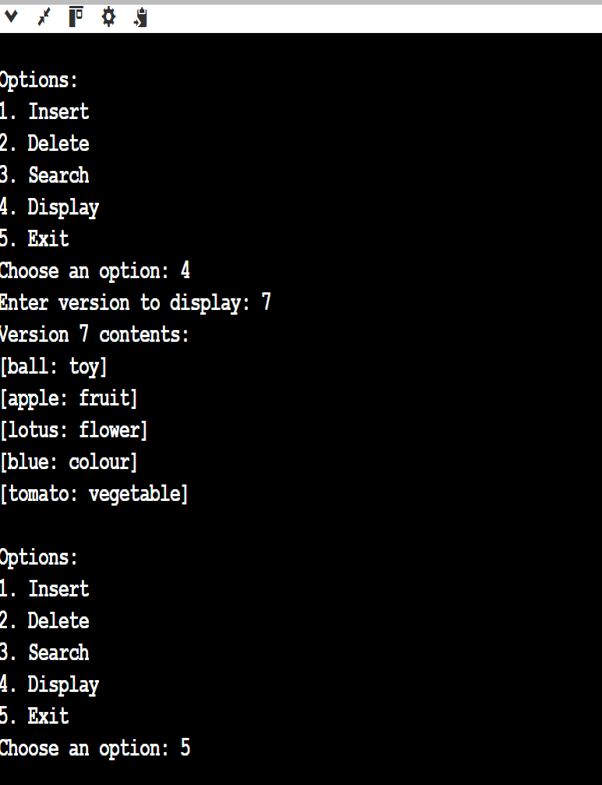 Options:
1. Insert
2. Delete
3. Search
4. Display
5. Exit
Choose an option: 4
Enter version to display: 7
Version 7 contents:
[ball: toy]
[apple: fruit]
[lotus: flower]
[blue: colour]
[tomato: vegetable]
Options:
1. Insert
2. Delete
3. Search
4. Display
5. Exit
Choose an option: 5